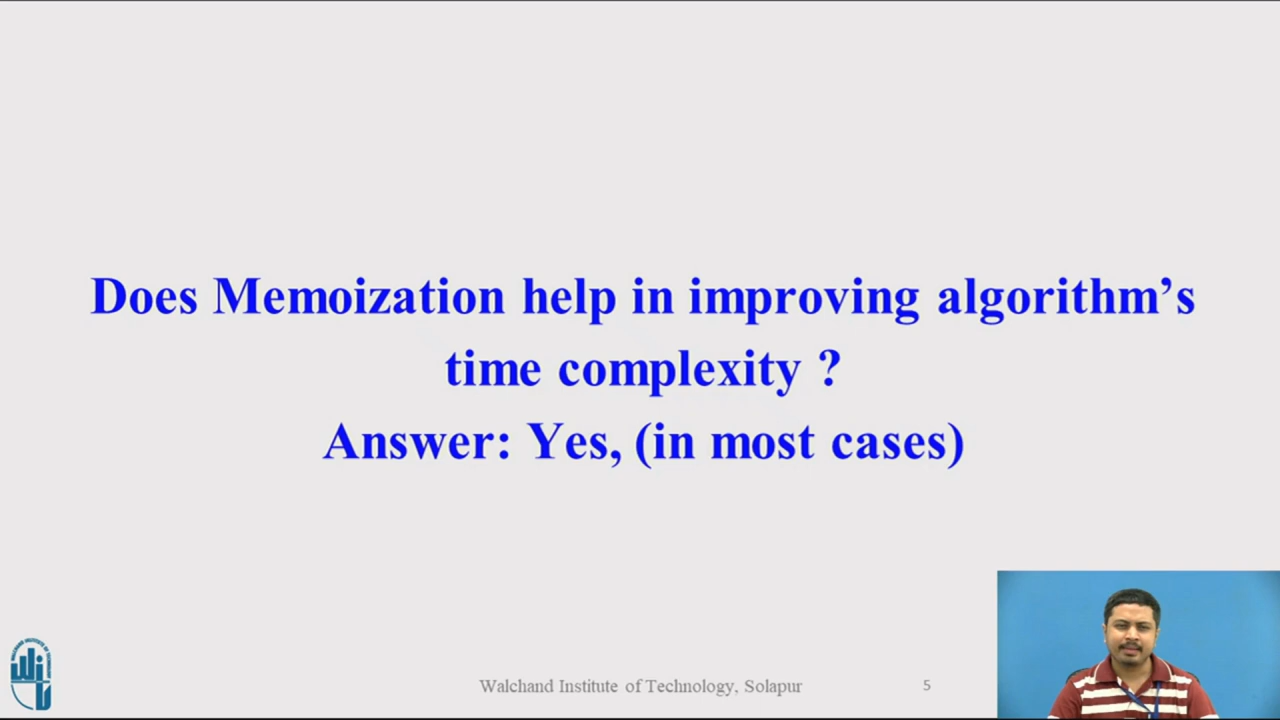 Does Memoization help in improving algorithm’s
time complexity ?
Answer: Yes, (in most cases)
Walchand Institute of Technology, Solapur
5